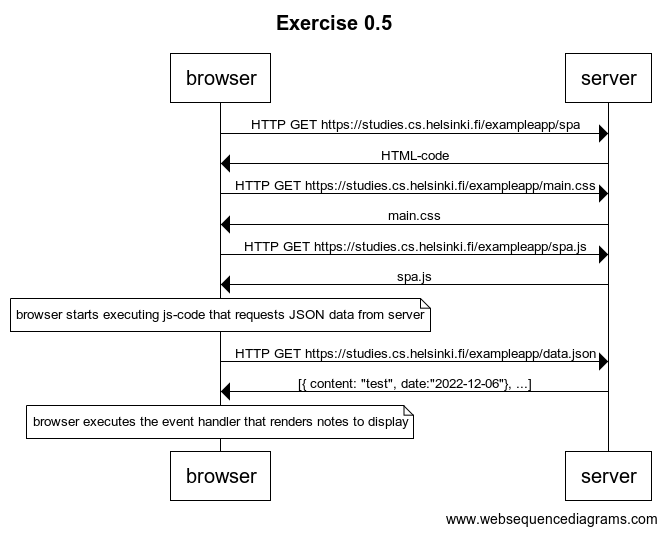 Exercise 0.5
browser server
HTTP GET https://studies.cs.helsinki.fi/exampleapp/spa
HTML-code
HTTP GET https://studies.cs.helsinki.fi/exampleapp/main.css
main.css
HTTP GET https://studies.cs.helsinki.fi/exampleapp/spa.js
spa.js
browser starts executing js-code that requests JSON data from server
HTTP GET https://studies.cs.helsinki.fi/exampleapp/data.json
[{ content: "test", date:"2022-12-06"}, ...]
browser executes the event handler that renders notes to display
browser server
www.websequencediagrams.com